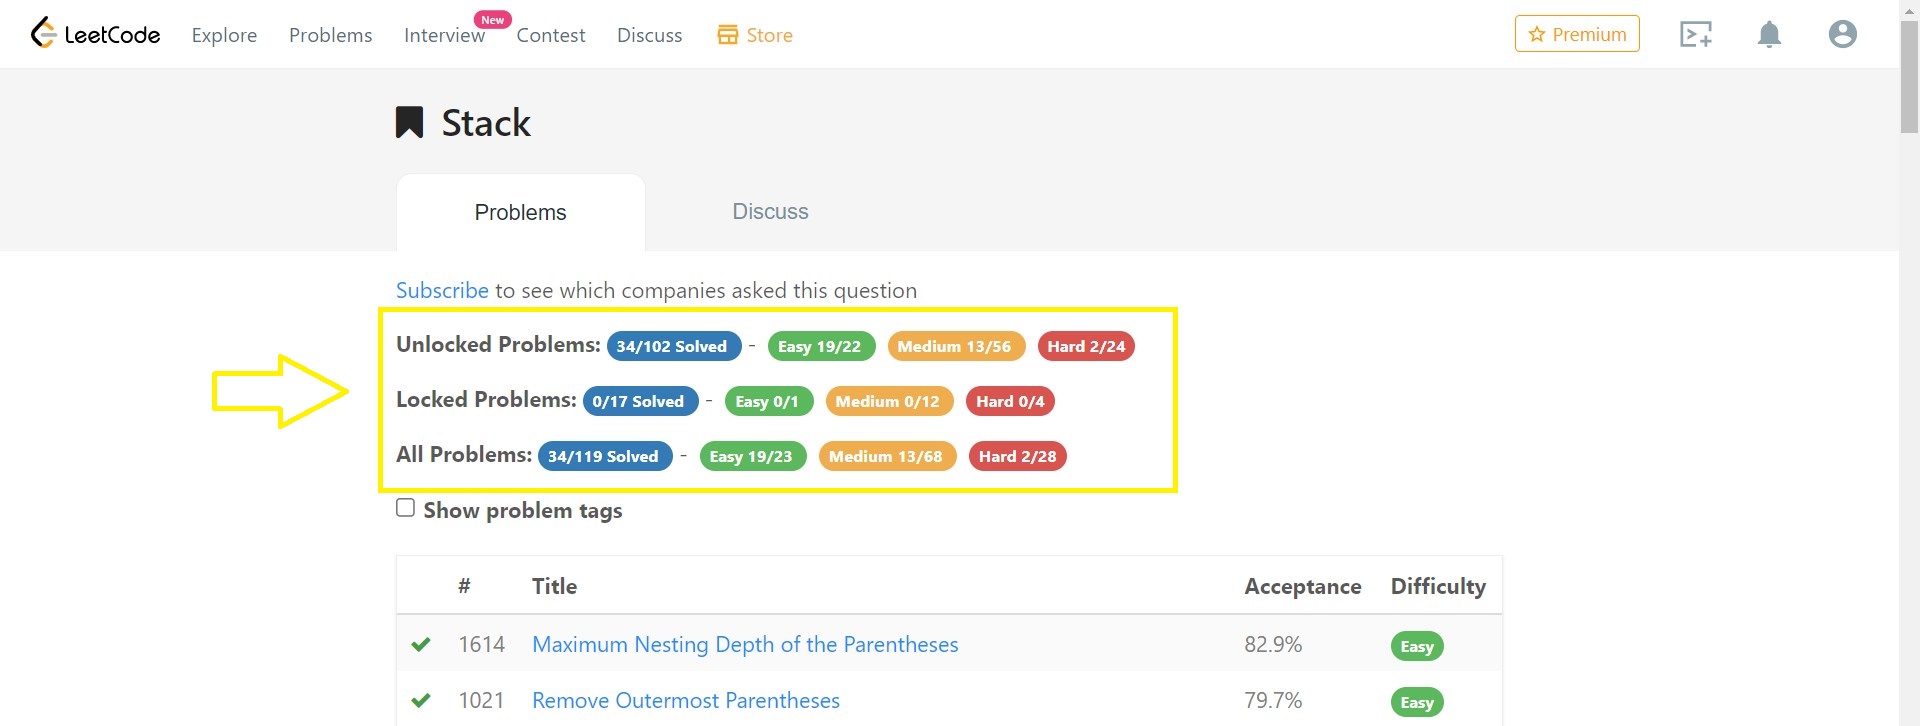 LeetCode Explore Problems Interview New Contest Discuss Store Premium
Stack
Problems Discuss
Subscribe to see which companies asked this question
Unlocked Problems: 34/102 Solved - Easy 19/22 Medium 13/56 Hard 2/24
Locked Problems: 0/17 Solved - Easy 0/1 Medium 0/12 Hard 0/4
All Problems: 34/119 Solved - Easy 19/23 Medium 13/68 Hard 2/28
Show problem tags
# Title Acceptance Difficulty
1614 Maximum Nesting Depth of the Parentheses 82.9% Easy
1021 Remove Outermost Parentheses 79.7% Easy